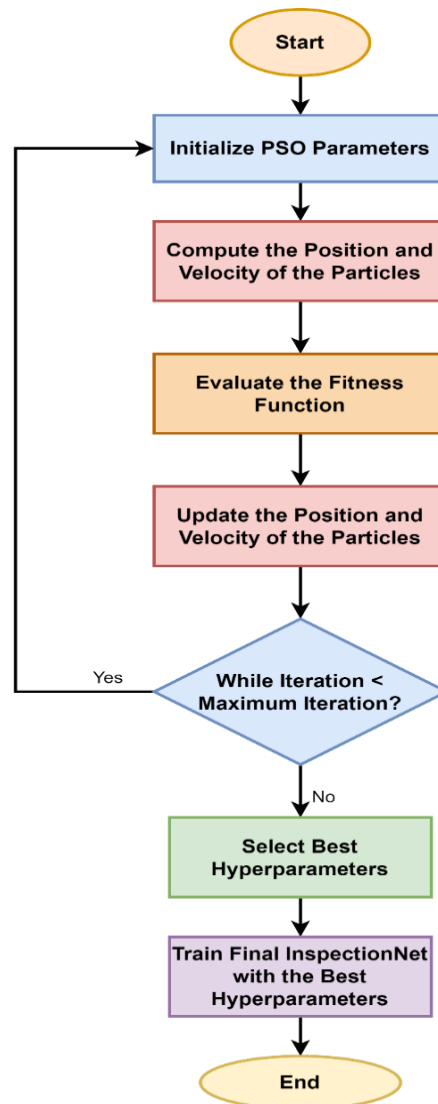 Start
Initialize PSO Parameters
Compute the Position and
Velocity of the Particles
Evaluate the Fitness
Function
Update the Position and
Velocity of the Particles
Yes
While Iteration <
Maximum Iteration?
No
Select Best
Hyperparameters
Train Final InspectionNet
with the Best
Hyperparameters
End